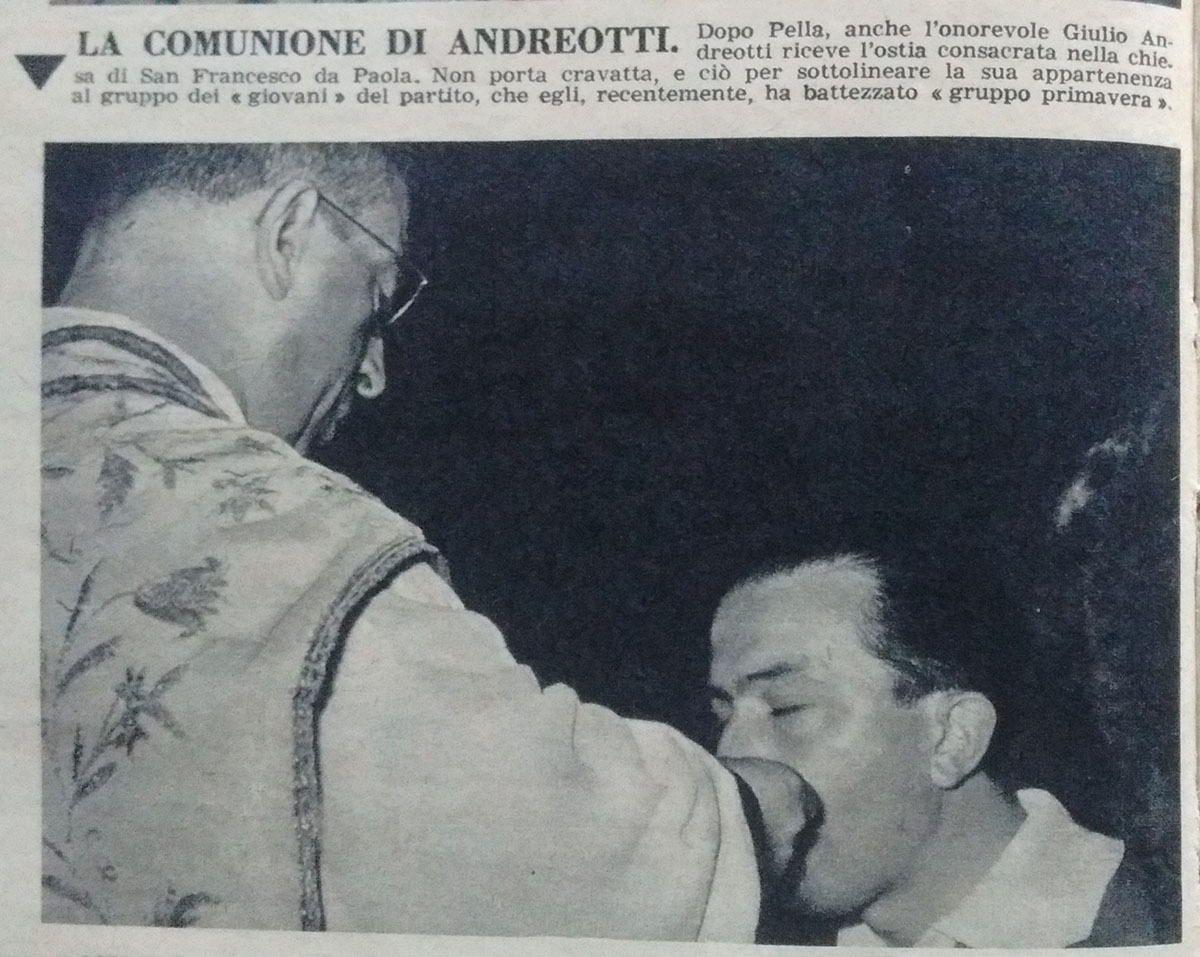 LA COMUNIONE DI ANDREOTTI. Dopo Pella, anche l'onorevole Giulio An-
dreotti riceve l'ostia consacrata nella chie-
sa di San Francesco da Paola. Non porta cravatta, e ciò per sottolineare la sua appartenenza
al gruppo dei « giovani » del partito, che egli, recentemente, ha battezzato « gruppo primavera ».